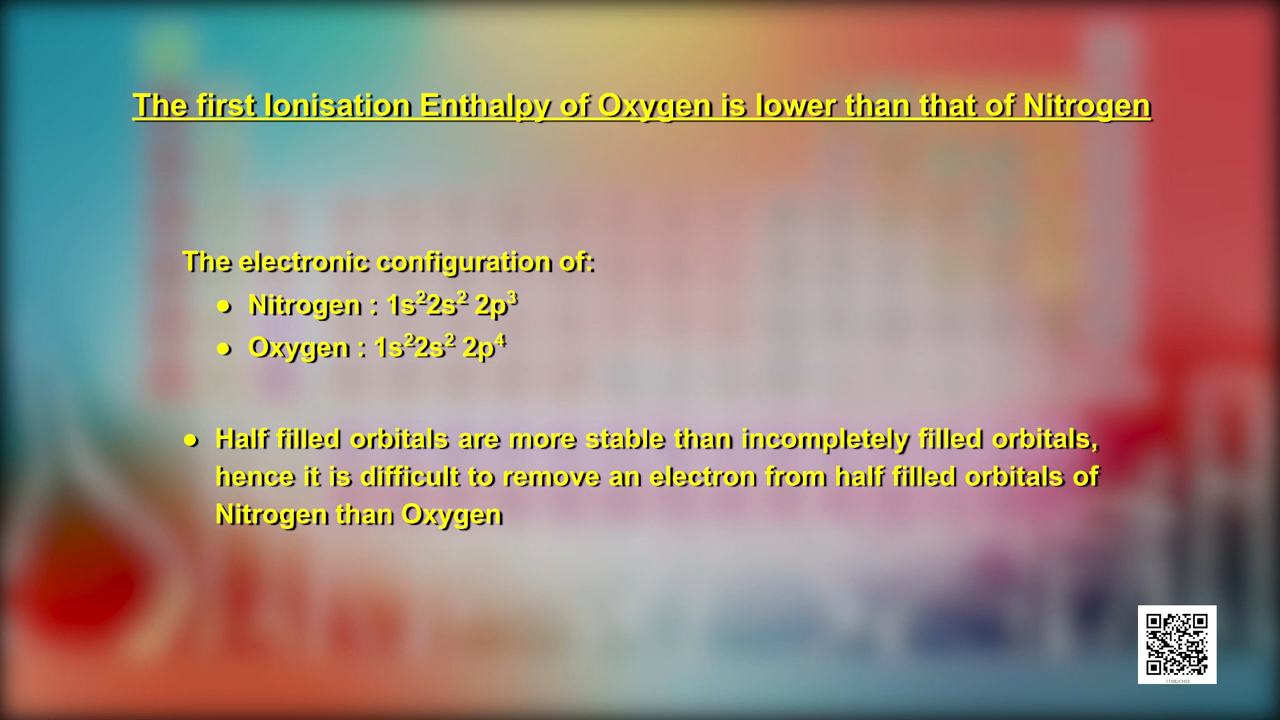 The first Ionisation Enthalpy of Oxygen is lower than that of Nitrogen
The electronic configuration of:
● Nitrogen : 1s²2s² 2p³
● Oxygen : 1s²2s² 2p⁴
● Half filled orbitals are more stable than incompletely filled orbitals,
hence it is difficult to remove an electron from half filled orbitals of
Nitrogen than Oxygen